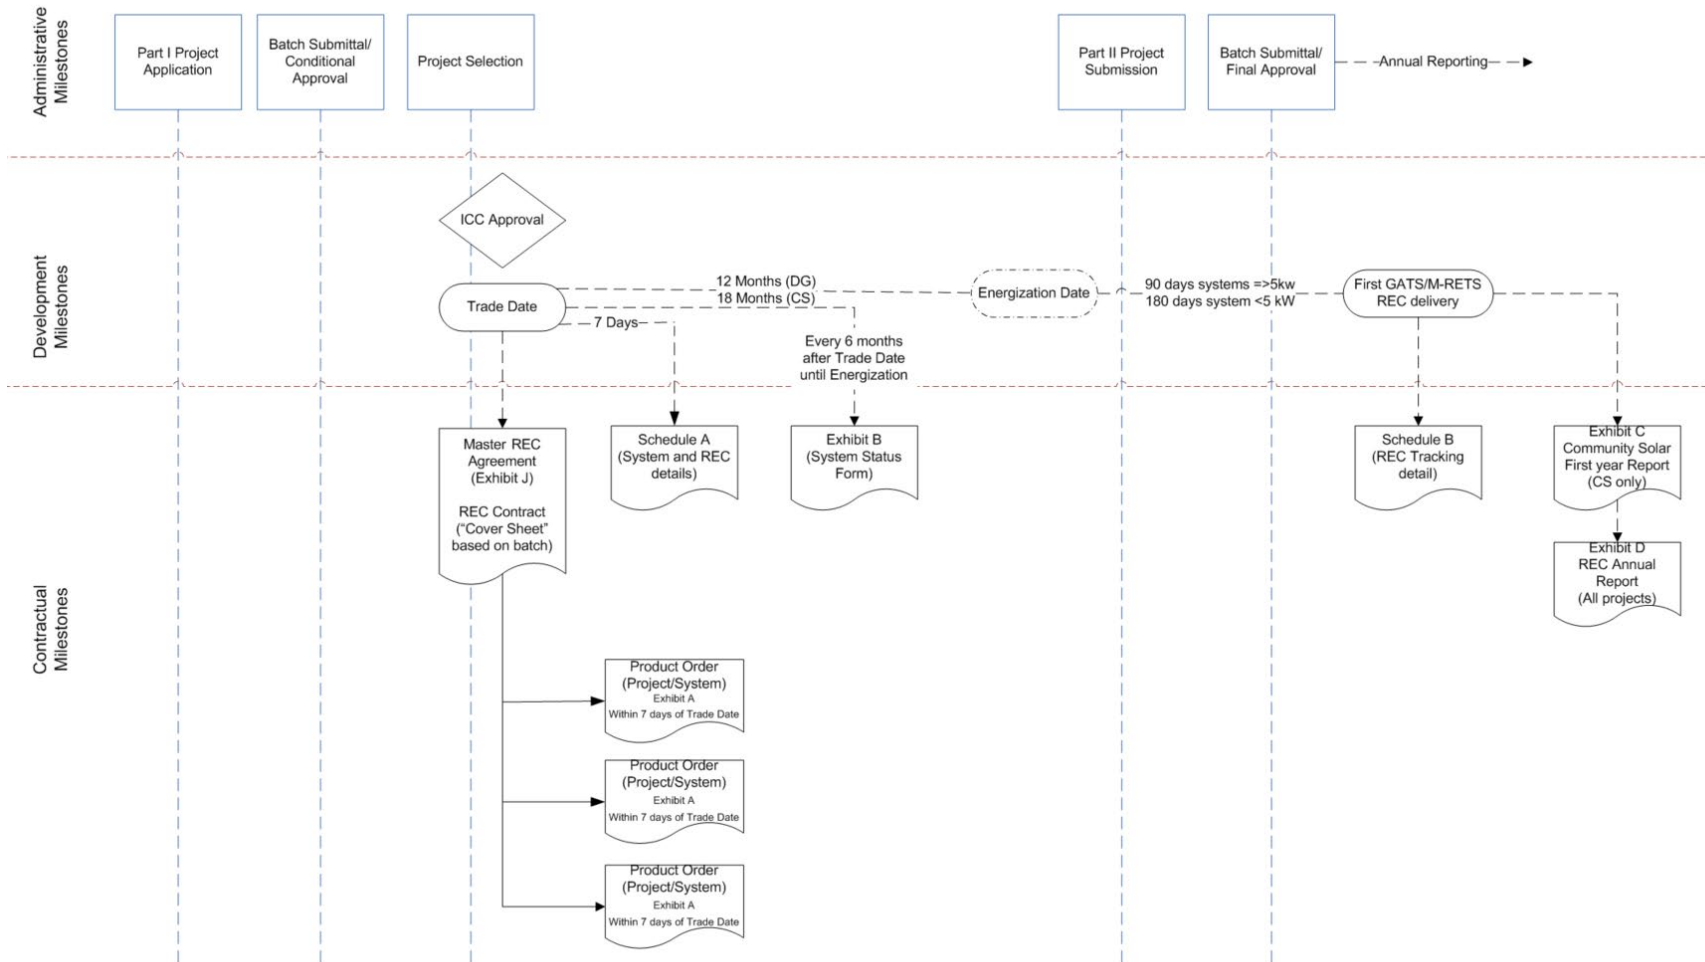 Administrative
Milestones
Part I Project
Application
Batch Submittal/
Conditional
Approval
Project Selection
Part II Project
Submission
Batch Submittal/
Final Approval
Annual Reporting
Development
Milestones
ICC Approval
Trade Date
12 Months (DG)
18 Months (CS)
7 Days
Every 6 months
after Trade Date
until Energization
Energization Date
90 days systems =>5kw
180 days system <5 kW
First GATS/M-RETS
REC delivery
Contractual
Milestones
Master REC
Agreement
(Exhibit J)
REC Contract
("Cover Sheet"
based on batch)
Schedule A
(System and REC
details)
Exhibit B
(System Status
Form)
Schedule B
(REC Tracking
detail)
Exhibit C
Community Solar
First year Report
(CS only)
Exhibit D
REC Annual
Report
(All projects)
Product Order
(Project/System)
Exhibit A
Within 7 days of Trade Date
Product Order
(Project/System)
Exhibit A
Within 7 days of Trade Date
Product Order
(Project/System)
Exhibit A
Within 7 days of Trade Date